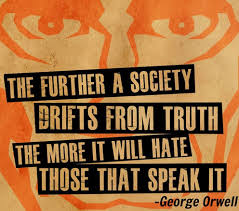 THE FURTHER A SOCIETY
DRIFTS FROM TRUTH
THE MORE IT WILL HATE
THOSE THAT SPEAK IT
-George Orwell